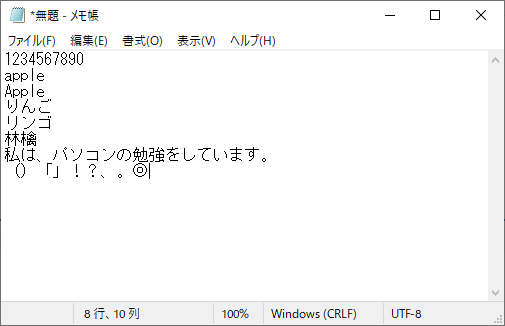 *無題 - メモ帳
ファイル(F) 編集(E) 書式(O) 表示(V) ヘルプ(H)
1234567890
apple
Apple
りんご
リンゴ
林檎
私は、パソコンの勉強をしています。
（）「」！？、。◎
8 行、10 列 100% Windows (CRLF) UTF-8